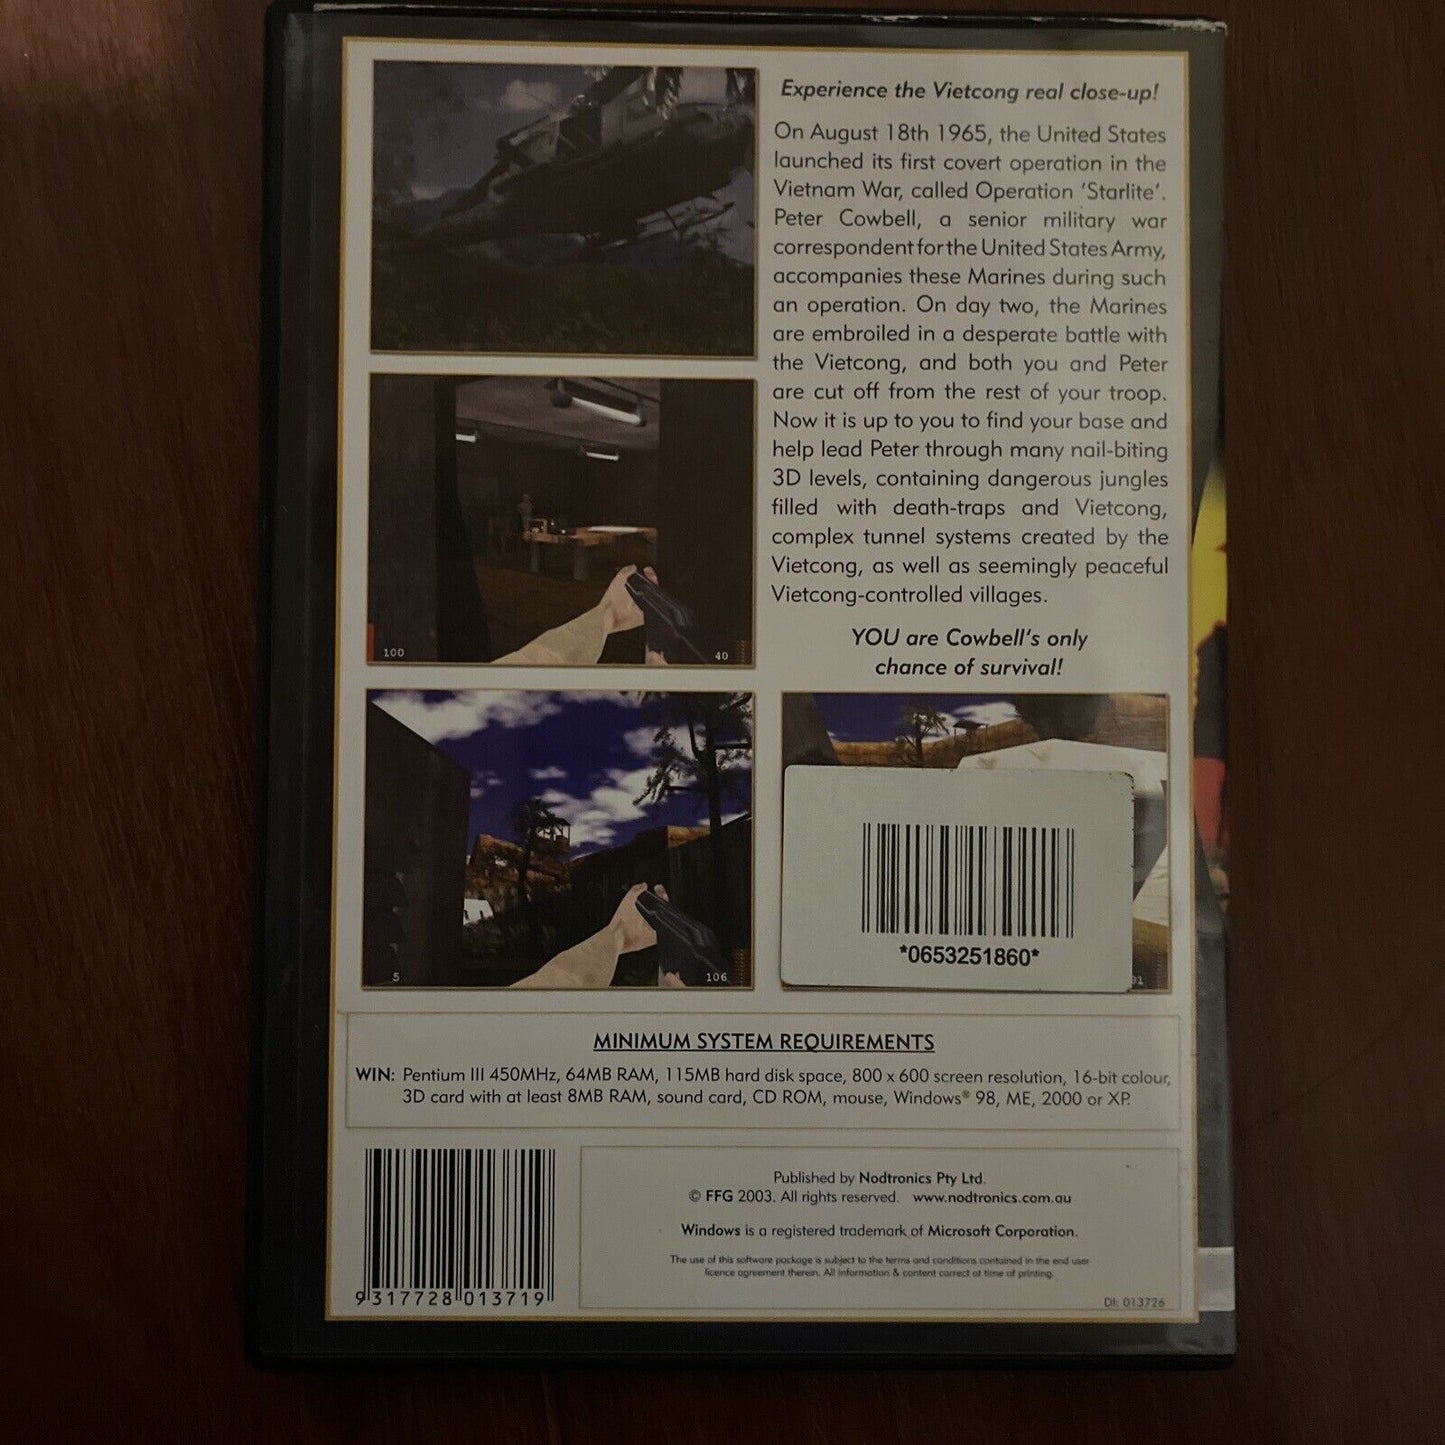 Experience the Vietcong real close-up!
On August 18th 1965, the United States
launched its first covert operation in the
Vietnam War, called Operation 'Starlite'.
Peter Cowbell, a senior military war
correspondent for the United States Army,
accompanies these Marines during such
an operation. On day two, the Marines
are embroiled in a desperate battle with
the Vietcong, and both you and Peter
are cut off from the rest of your troop.
Now it is up to you to find your base and
help lead Peter through many nail-biting
3D levels, containing dangerous jungles
filled with death-traps and Vietcong,
complex tunnel systems created by the
Vietcong, as well as seemingly peaceful
Vietcong-controlled villages.
YOU are Cowbell's only
chance of survival!
100 40
5 106
*0653251860*
MINIMUM SYSTEM REQUIREMENTS
WIN: Pentium III 450MHz, 64MB RAM, 115MB hard disk space, 800 x 600 screen resolution, 16-bit colour,
3D card with at least 8MB RAM, sound card, CD ROM, mouse, Windows® 98, ME, 2000 or XP.
9 317728 013719
Published by Nodtronics Pty Ltd.
© FFG 2003. All rights reserved. www.nodtronics.com.au
Windows is a registered trademark of Microsoft Corporation.
The use of this software package is subject to the terms and conditions contained in the end user
licence agreement therein. All information & content correct at time of printing.
DI: 013726